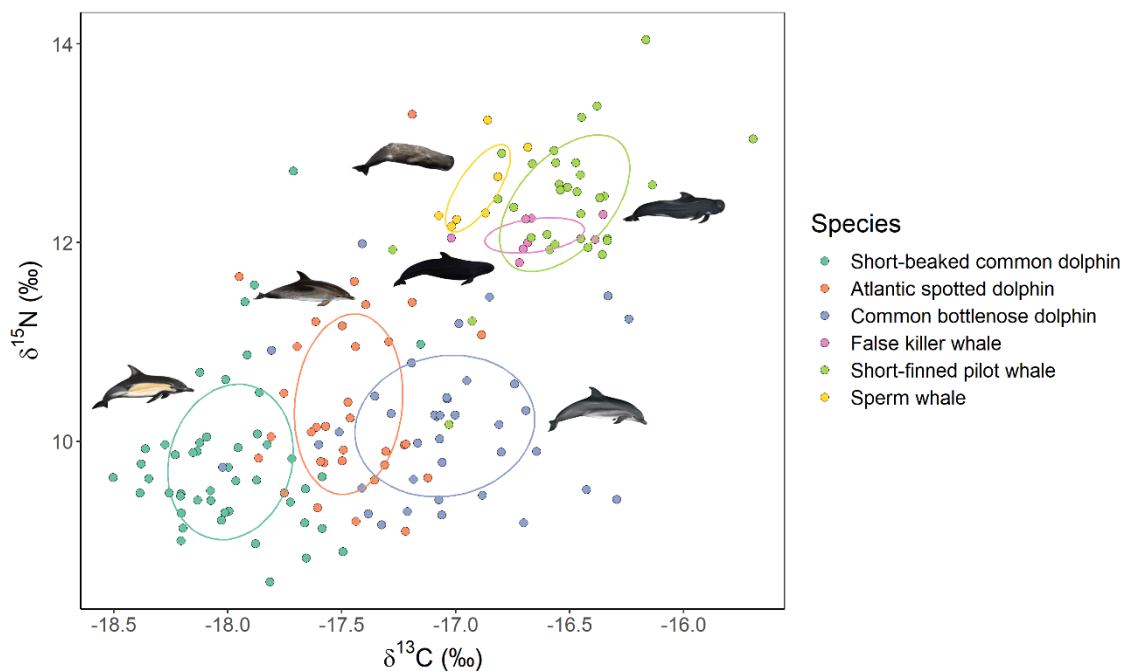 14
12
10
δ15N (‰)
-18.5
-18.0
-17.5
-17.0
-16.5
-16.0
δ13C (‰)
Species
Short-beaked common dolphin
Atlantic spotted dolphin
Common bottlenose dolphin
False killer whale
Short-finned pilot whale
Sperm whale